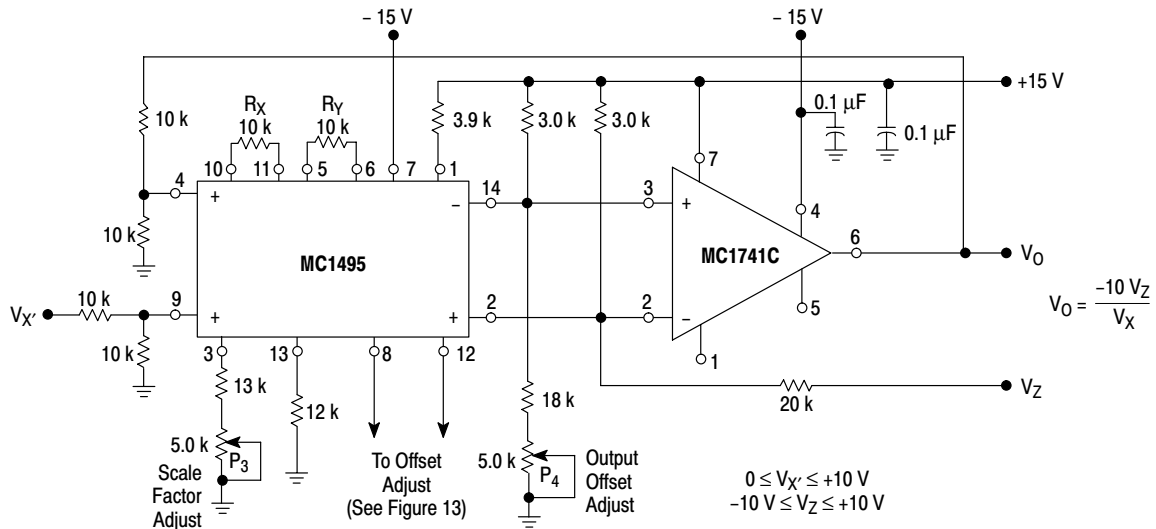 – 15 V
– 15 V
+15 V
10 k
R_X
10 k
R_Y
10 k
3.9 k
3.0 k
3.0 k
0.1 µF
0.1 µF
10
11
5
6
7
1
7
4
+
–
14
3
+
4
10 k
MC1495
MC1741C
6
V_O
V_O = –10 V_Z / V_X
5
V_X'
10 k
9
+
+
2
2
–
10 k
3
13
8
12
1
13 k
12 k
18 k
20 k
V_Z
5.0 k
P_3
Scale
Factor
Adjust
To Offset
Adjust
(See Figure 13)
5.0 k
P_4
Output
Offset
Adjust
0 ≤ V_X' ≤ +10 V
–10 V ≤ V_Z ≤ +10 V